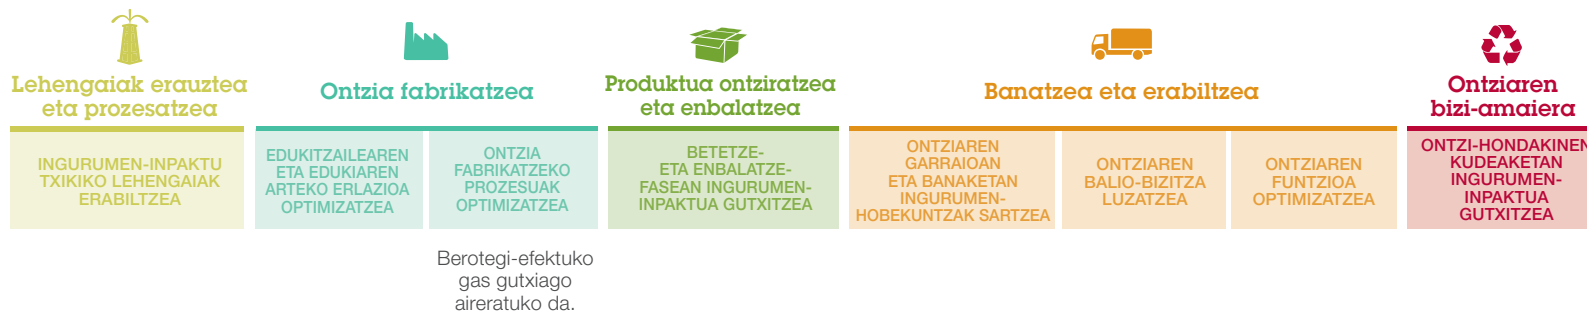 Lehengaiak erauztea
eta prozesatzea
Ontzia fabrikatzea
Produktua ontziratzea
eta enbalatzea
Banatzea eta erabiltzea
Ontziaren
bizi-amaiera
INGURUMEN-INPAKTU
TXIKIKO LEHENGAIAK
ERABILTZEA
EDUKITZAILEAREN
ETA EDUKIAREN
ARTEKO ERLAZIOA
OPTIMIZATZEA
ONTZIA
FABRIKATZEKO
PROZESUAK
OPTIMIZATZEA
BETETZE-
ETA ENBALATZE-
FASEAN INGURUMEN-
INPAKTUA GUTXITZEA
ONTZIAREN
GARRAIOAN
ETA BANAKETAN
INGURUMEN-
HOBEKUNTZAK SARTZEA
ONTZIAREN
BALIO-BIZITZA
LUZATZEA
ONTZIAREN
FUNTZIOA
OPTIMIZATZEA
ONTZI-HONDAKINEN
KUDEAKETAN
INGURUMEN-
INPAKTUA
GUTXITZEA
Berotegi-efektuko
gas gutxiago
aireratuko da.